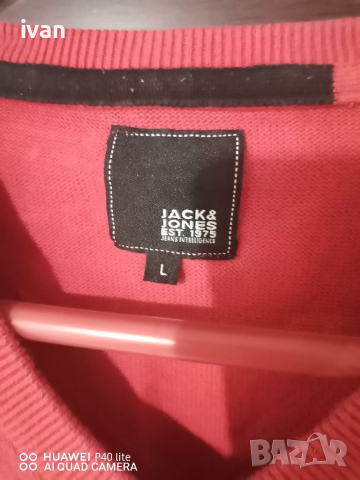 ivan
JACK&
JONES
EST. 1975
JEANS INTELLIGENCE
L
HUAWEI P40 lite
AI QUAD CAMERA
BAZAR